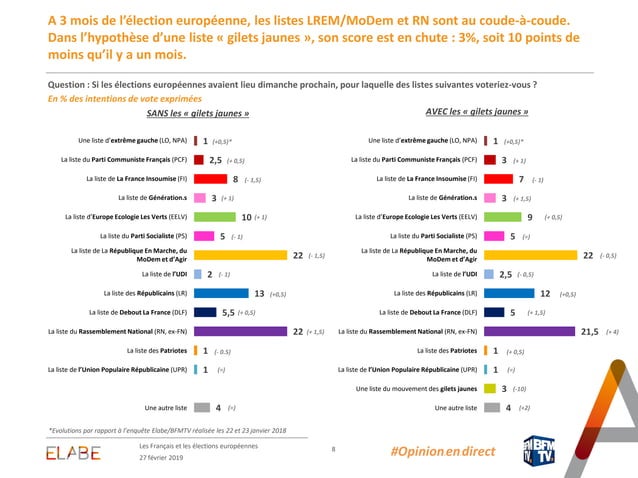 A 3 mois de l'élection européenne, les listes LREM/MoDem et RN sont au coude-à-coude.
Dans l'hypothèse d'une liste « gilets jaunes », son score est en chute : 3%, soit 10 points de
moins qu'il y a un mois.
Question : Si les élections européennes avaient lieu dimanche prochain, pour laquelle des listes suivantes voteriez-vous ?
En % des intentions de vote exprimées
SANS les « gilets jaunes »
Une liste d'extrême gauche (LO, NPA) 1 (+0,5)*
La liste du Parti Communiste Français (PCF) 2,5 (+ 0,5)
La liste de La France Insoumise (FI) 8 (- 1,5)
La liste de Génération.s 3 (+ 1)
La liste d'Europe Ecologie Les Verts (EELV) 10 (+ 1)
La liste du Parti Socialiste (PS) 5 (- 1)
La liste de La République En Marche, du
MoDem et d'Agir 22 (- 1,5)
La liste de l'UDI 2 (- 1)
La liste des Républicains (LR) 13 (+0,5)
La liste de Debout La France (DLF) 5,5 (+ 0,5)
La liste du Rassemblement National (RN, ex-FN) 22 (+ 1,5)
La liste des Patriotes 1 (- 0.5)
La liste de l'Union Populaire Républicaine (UPR) 1 (=)
Une autre liste 4 (=)
AVEC les « gilets jaunes »
Une liste d'extrême gauche (LO, NPA) 1 (+0,5)*
La liste du Parti Communiste Français (PCF) 3 (+ 1)
La liste de La France Insoumise (FI) 7 (- 1)
La liste de Génération.s 3 (+ 1,5)
La liste d'Europe Ecologie Les Verts (EELV) 9 (+ 0,5)
La liste du Parti Socialiste (PS) 5 (=)
La liste de La République En Marche, du
MoDem et d'Agir 22 (- 0,5)
La liste de l'UDI 2,5 (- 0,5)
La liste des Républicains (LR) 12 (+0,5)
La liste de Debout La France (DLF) 5 (+ 1,5)
La liste du Rassemblement National (RN, ex-FN) 21,5 (+ 4)
La liste des Patriotes 1 (+ 0,5)
La liste de l'Union Populaire Républicaine (UPR) 1 (=)
Une liste du mouvement des gilets jaunes 3 (-10)
Une autre liste 4 (+2)
*Evolutions par rapport à l'enquête Elabe/BFMTV réalisée les 22 et 23 janvier 2018
ELABE
Les Français et les élections européennes
27 février 2019
8
#Opinion en direct
BFM
TV.